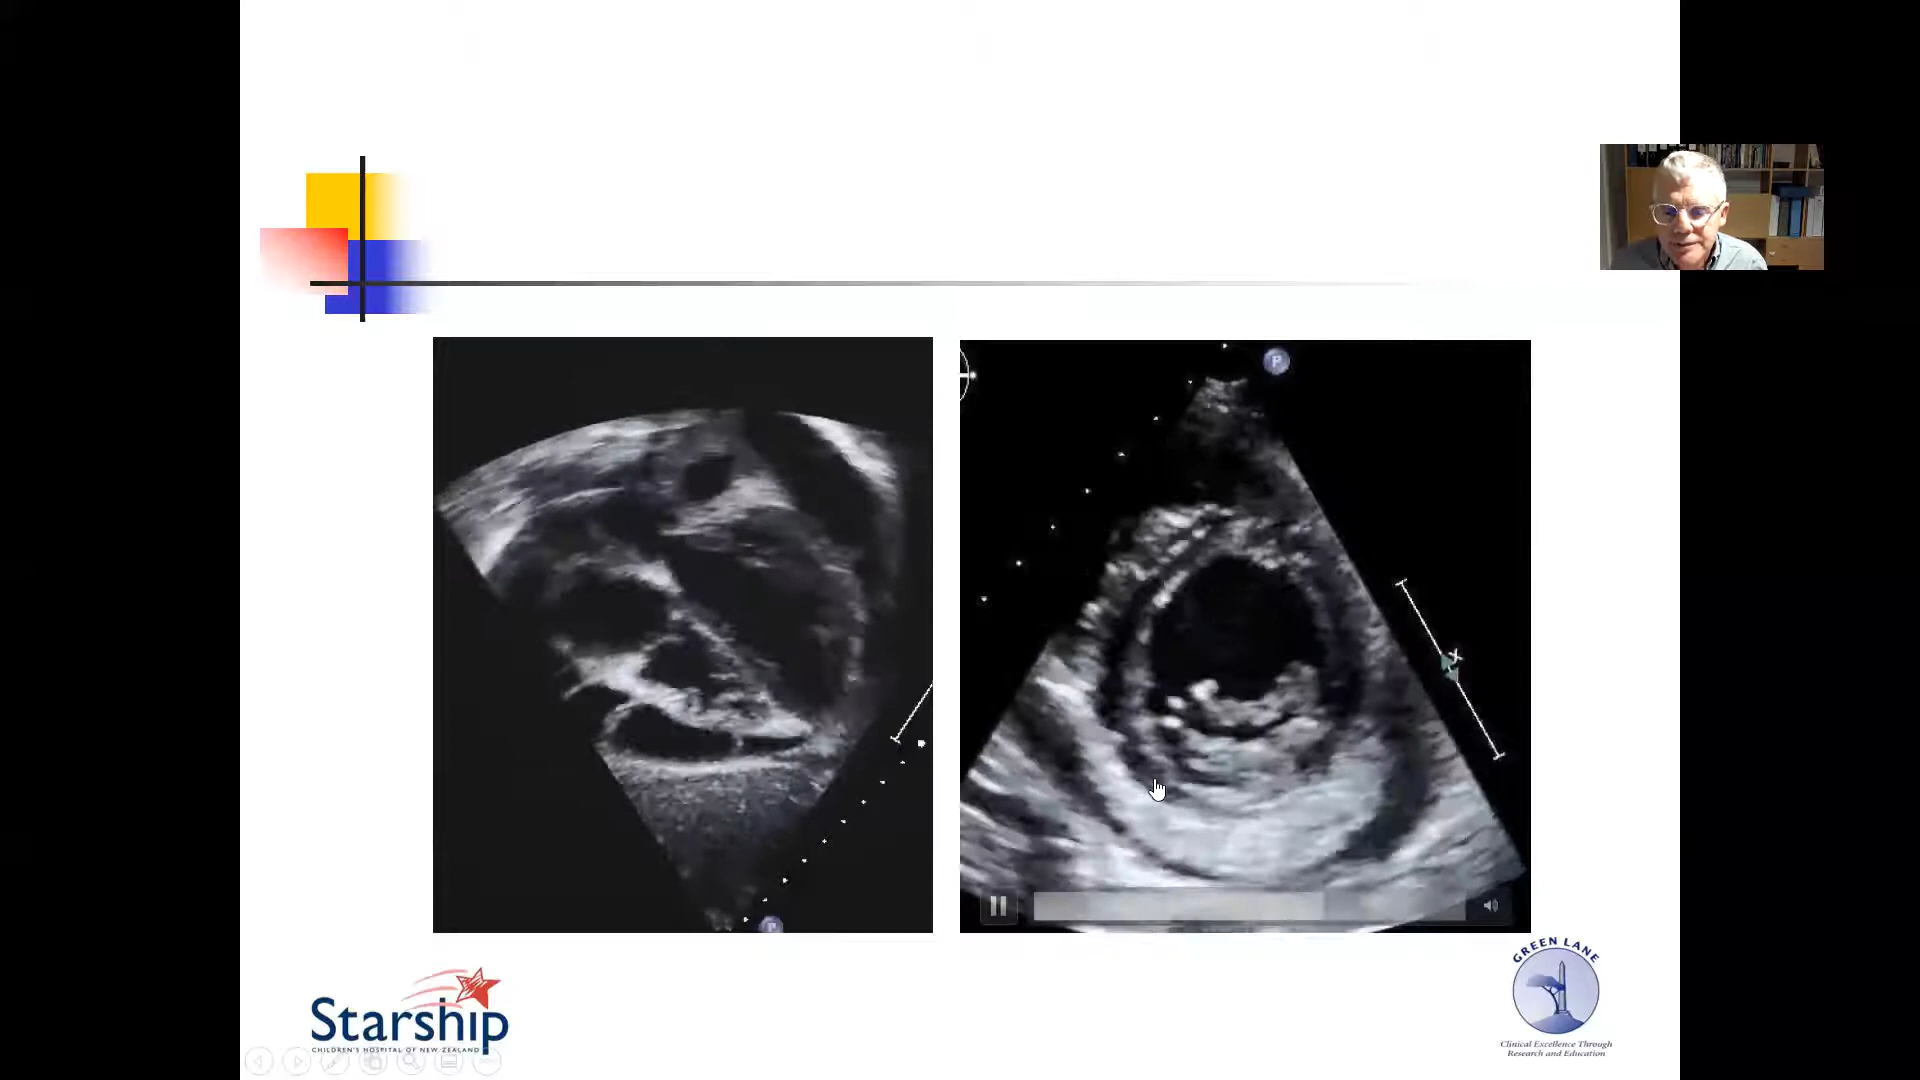 P
P
Starship
CHILDREN'S HOSPITAL OF NEW ZEALAND
GREEN LANE
Clinical Excellence Through
Research and Education